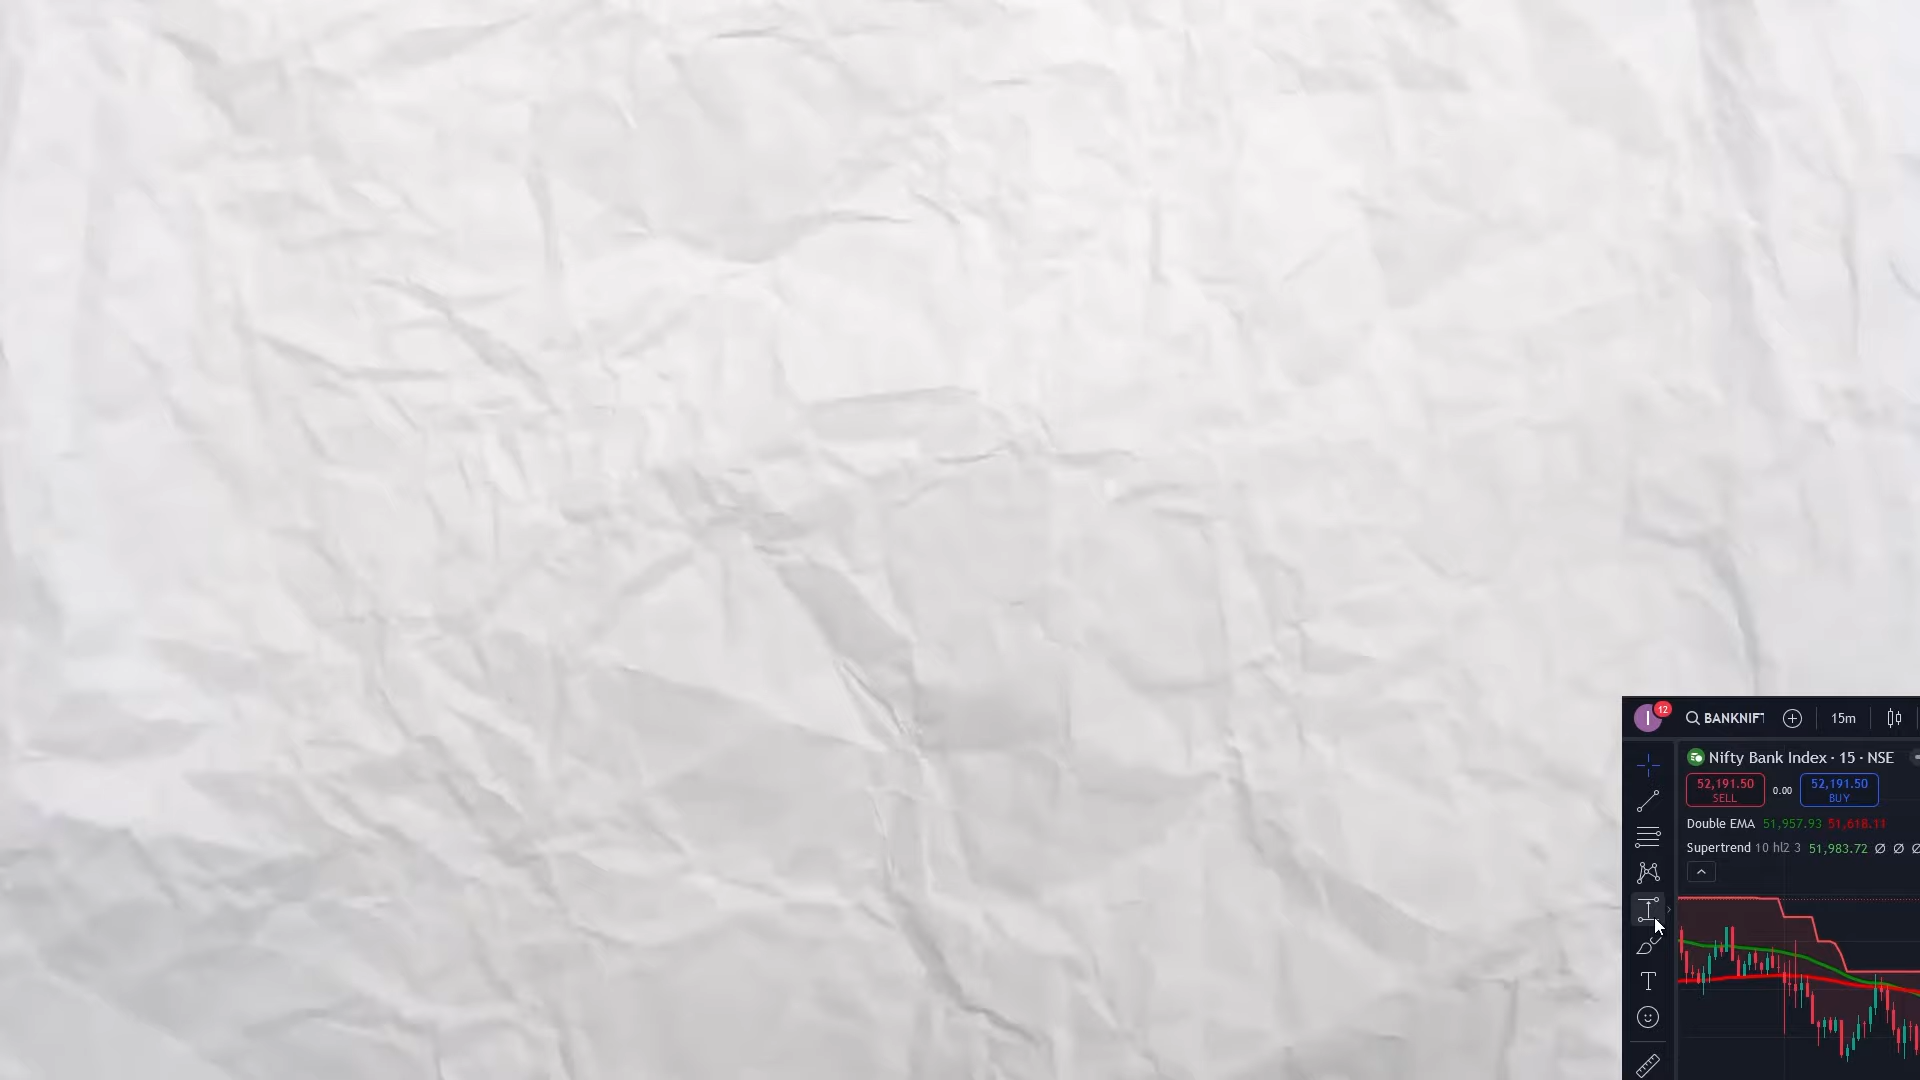 I 12 BANKNIFT 15m
Nifty Bank Index · 15 · NSE
52,191.50 0.00 52,191.50
SELL BUY
Double EMA 51,957.93 51,618.11
Supertrend 10 hl2 3 51,983.72 Ø Ø Ø